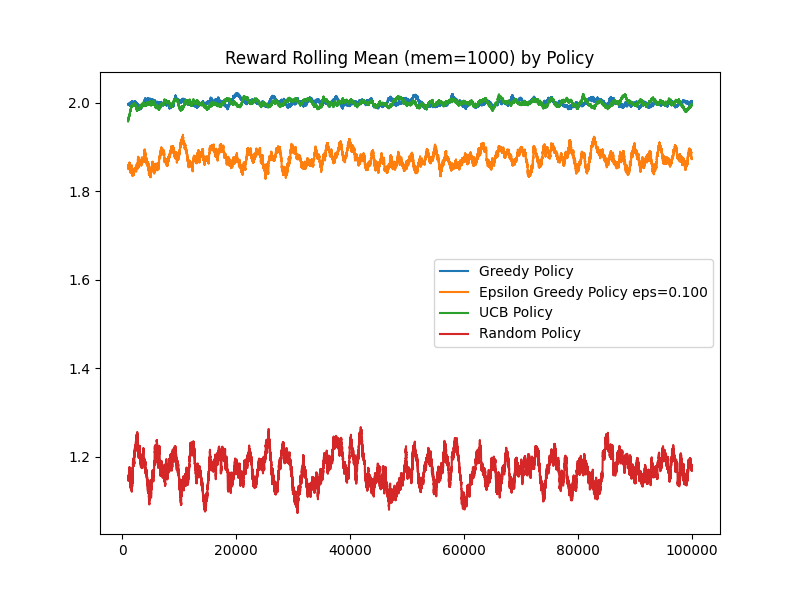 Reward Rolling Mean (mem=1000) by Policy
2.0
1.8
1.6
1.4
1.2
Greedy Policy
Epsilon Greedy Policy eps=0.100
UCB Policy
Random Policy
0 20000 40000 60000 80000 100000